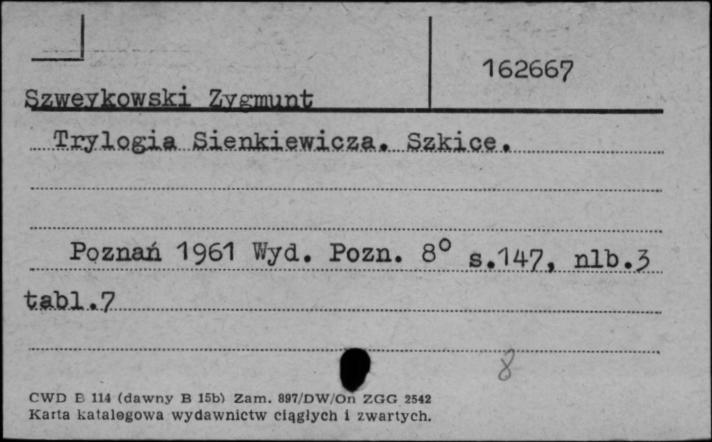 162667
Szweykowski Zygmunt
Trylogia Sienkiewicza. Szkice.
Poznań 1961 Wyd. Pozn. 8° s.147, nlb.3
tabl.7
8
CWD B 114 (dawny B 15b) Zam. 897/DW/On ZGG 2542
Karta katalogowa wydawnictw ciągłych i zwartych.